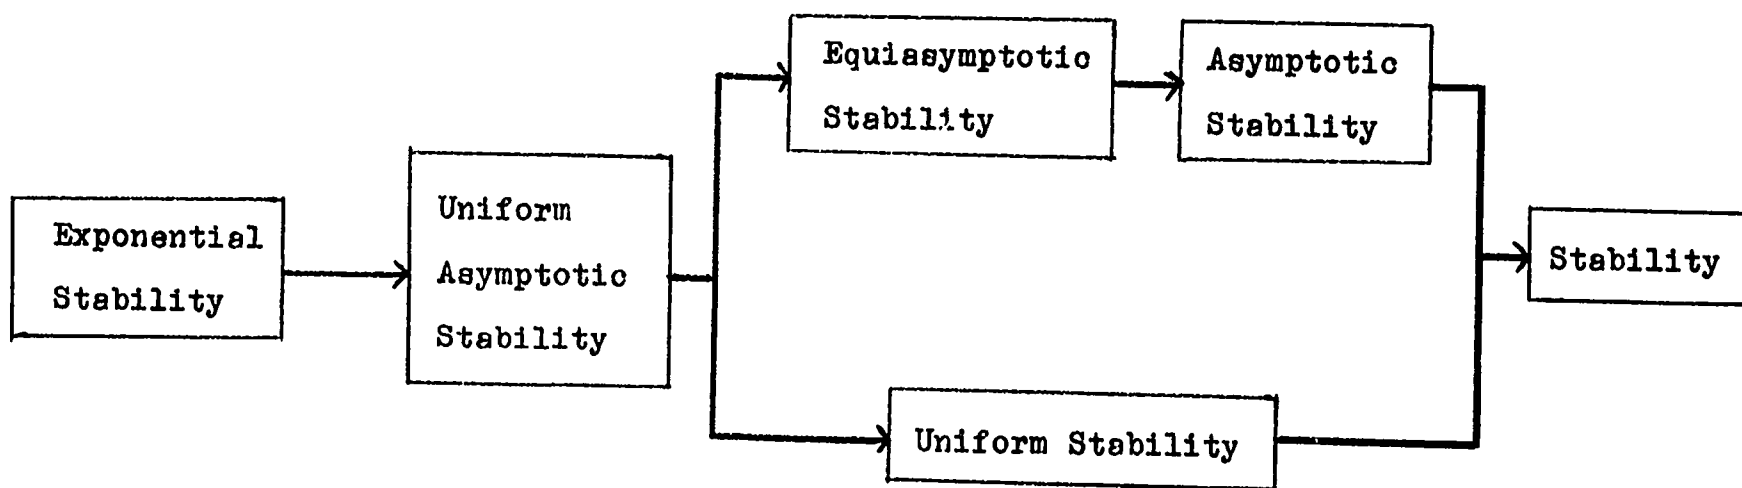 Exponential
Stability
Uniform
Asymptotic
Stability
Equiasymptotic
Stability
Asymptotic
Stability
Uniform Stability
Stability